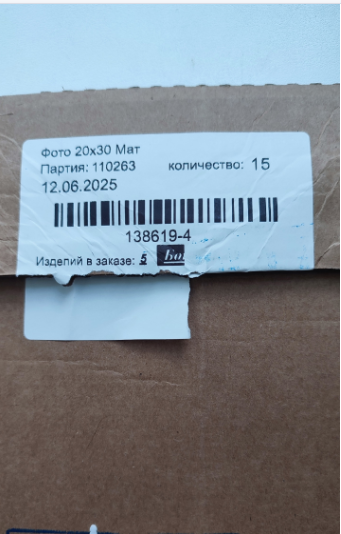 Фото 20x30 Мат
Партия: 110263 количество: 15
12.06.2025
138619-4
Изделий в заказе: 5